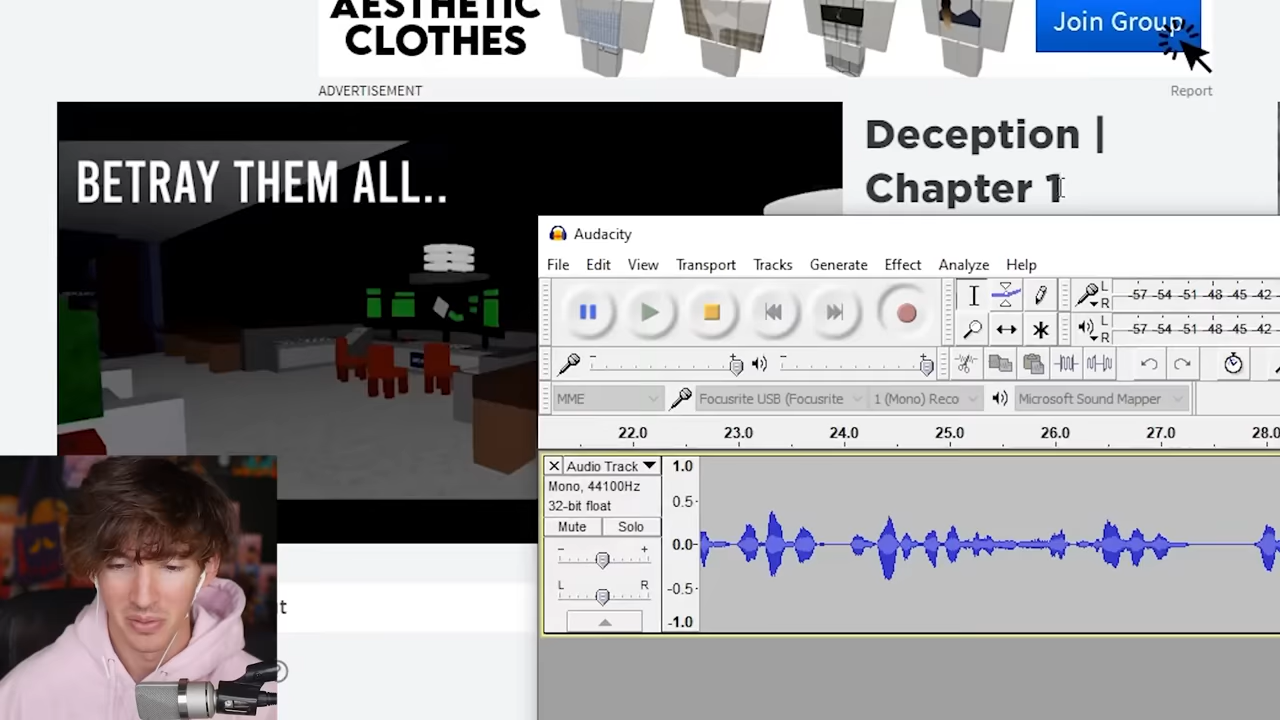 AESTHETIC
CLOTHES
Join Group
ADVERTISEMENT
Report
BETRAY THEM ALL..
Deception |
Chapter 1
Audacity
File Edit View Transport Tracks Generate Effect Analyze Help
L
R
-57 -54 -51 -48 -45 -42
L
R
-57 -54 -51 -48 -45 -42
MME
Focusrite USB (Focusrite
1 (Mono) Reco
Microsoft Sound Mapper
22.0 23.0 24.0 25.0 26.0 27.0 28.0
Audio Track
1.0
Mono, 44100Hz
32-bit float
0.5
Mute Solo
0.0
- +
L R
-0.5
-1.0